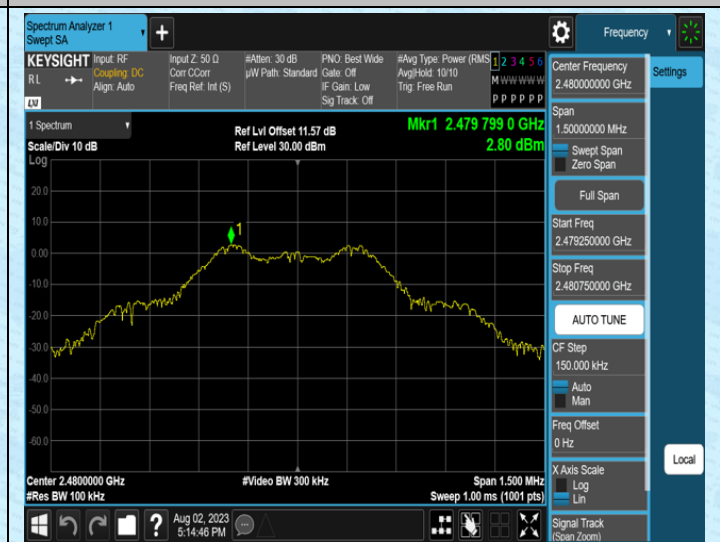 Spectrum Analyzer 1
Swept SA
+
Frequency
KEYSIGHT
RL
LXI
Input: RF
Coupling: DC
Align: Auto
Input Z: 50 Ω
Corr CCorr
Freq Ref: Int (S)
#Atten: 30 dB
µW Path: Standard
PNO: Best Wide
Gate: Off
IF Gain: Low
Sig Track: Off
#Avg Type: Power (RMS
Avg|Hold: 10/10
Trig: Free Run
1 2 3 4 5 6
M W W W W W
P P P P P P
1 Spectrum
Scale/Div 10 dB
Log
Ref Lvl Offset 11.57 dB
Ref Level 30.00 dBm
Mkr1 2.479 799 0 GHz
2.80 dBm
1
20.0
10.0
0.00
-10.0
-20.0
-30.0
-40.0
-50.0
-60.0
Center 2.4800000 GHz
#Res BW 100 kHz
#Video BW 300 kHz
Span 1.500 MHz
Sweep 1.00 ms (1001 pts)
Aug 02, 2023
5:14:46 PM
?
Center Frequency
2.480000000 GHz
Span
1.50000000 MHz
Swept Span
Zero Span
Full Span
Start Freq
2.479250000 GHz
Stop Freq
2.480750000 GHz
AUTO TUNE
CF Step
150.000 kHz
Auto
Man
Freq Offset
0 Hz
X Axis Scale
Log
Lin
Signal Track
(Span Zoom)
Settings
Local